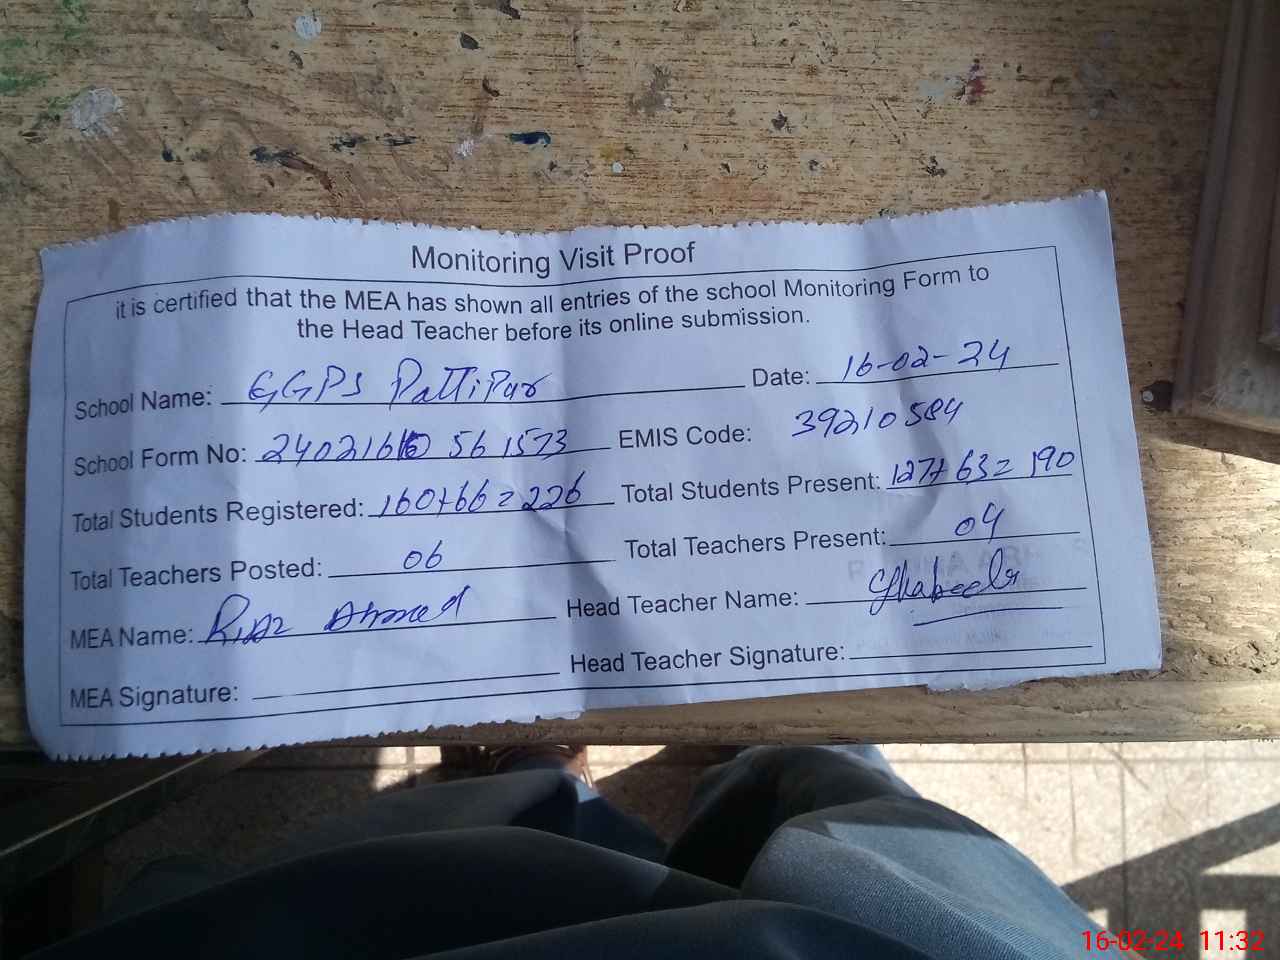 Monitoring Visit Proof
it is certified that the MEA has shown all entries of the school Monitoring Form to
the Head Teacher before its online submission.
School Name: GGPS Pattipur Date: 16-02-24
School Form No: 561573 EMIS Code: 39210584
Total Students Registered: 160+66=226 Total Students Present: 127+63=190
Total Teachers Posted: 06 Total Teachers Present: 04
MEA Name: Riaz Ahmed Head Teacher Name:
MEA Signature: Head Teacher Signature:
16-02-24 11:32